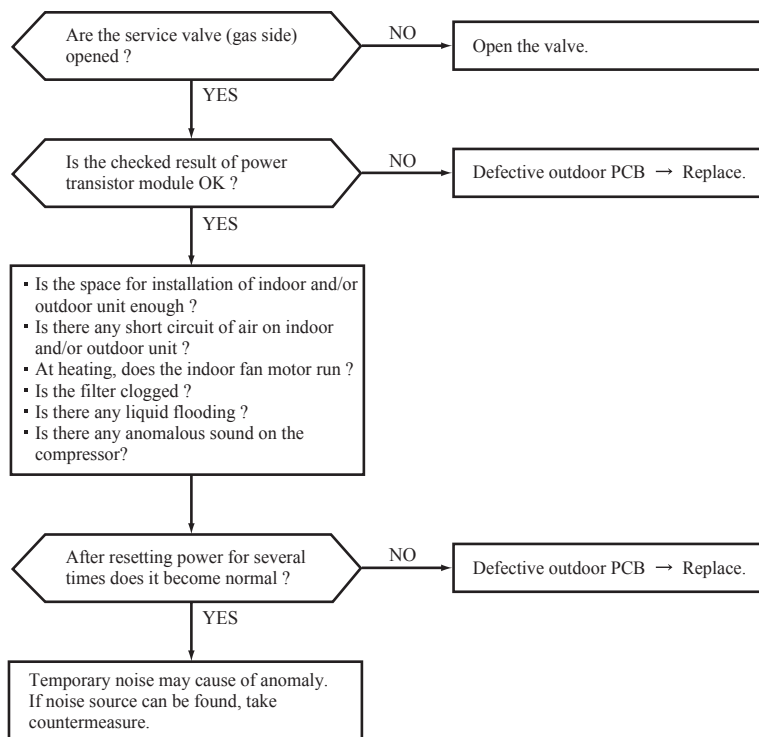 Are the service valve (gas side)
opened ?
NO
Open the valve.
YES
Is the checked result of power
transistor module OK ?
NO
Defective outdoor PCB → Replace.
YES
▪ Is the space for installation of indoor and/or
outdoor unit enough ?
▪ Is there any short circuit of air on indoor
and/or outdoor unit ?
▪ At heating, does the indoor fan motor run ?
▪ Is the filter clogged ?
▪ Is there any liquid flooding ?
▪ Is there any anomalous sound on the
compressor?
After resetting power for several
times does it become normal ?
NO
Defective outdoor PCB → Replace.
YES
Temporary noise may cause of anomaly.
If noise source can be found, take
countermeasure.